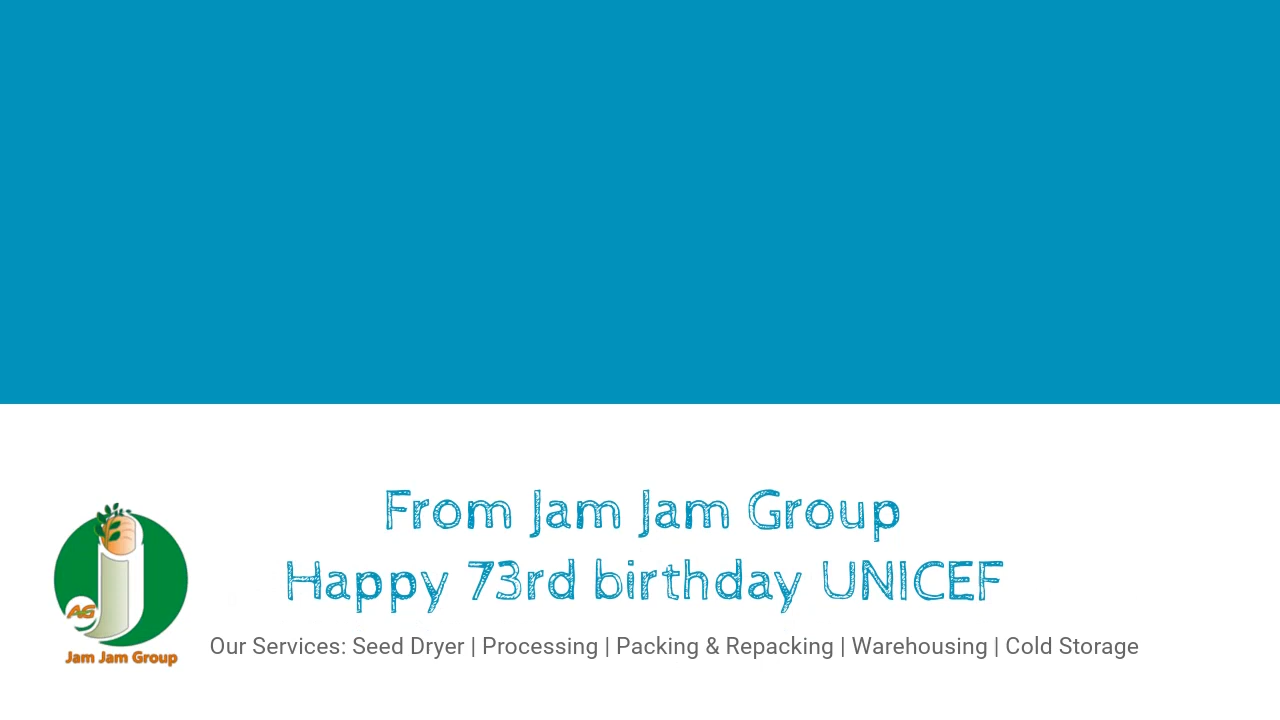 From Jam Jam Group
Happy 73rd birthday UNICEF
AG
Jam Jam Group
Our Services: Seed Dryer | Processing | Packing & Repacking | Warehousing | Cold Storage